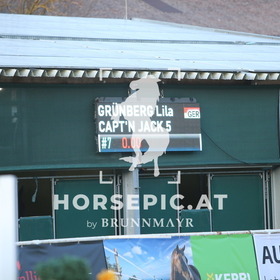 GRÜNBERG Lila
GER
CAPT'N JACK 5
#7
HORSEPIC.AT
by BRUNNMAYR